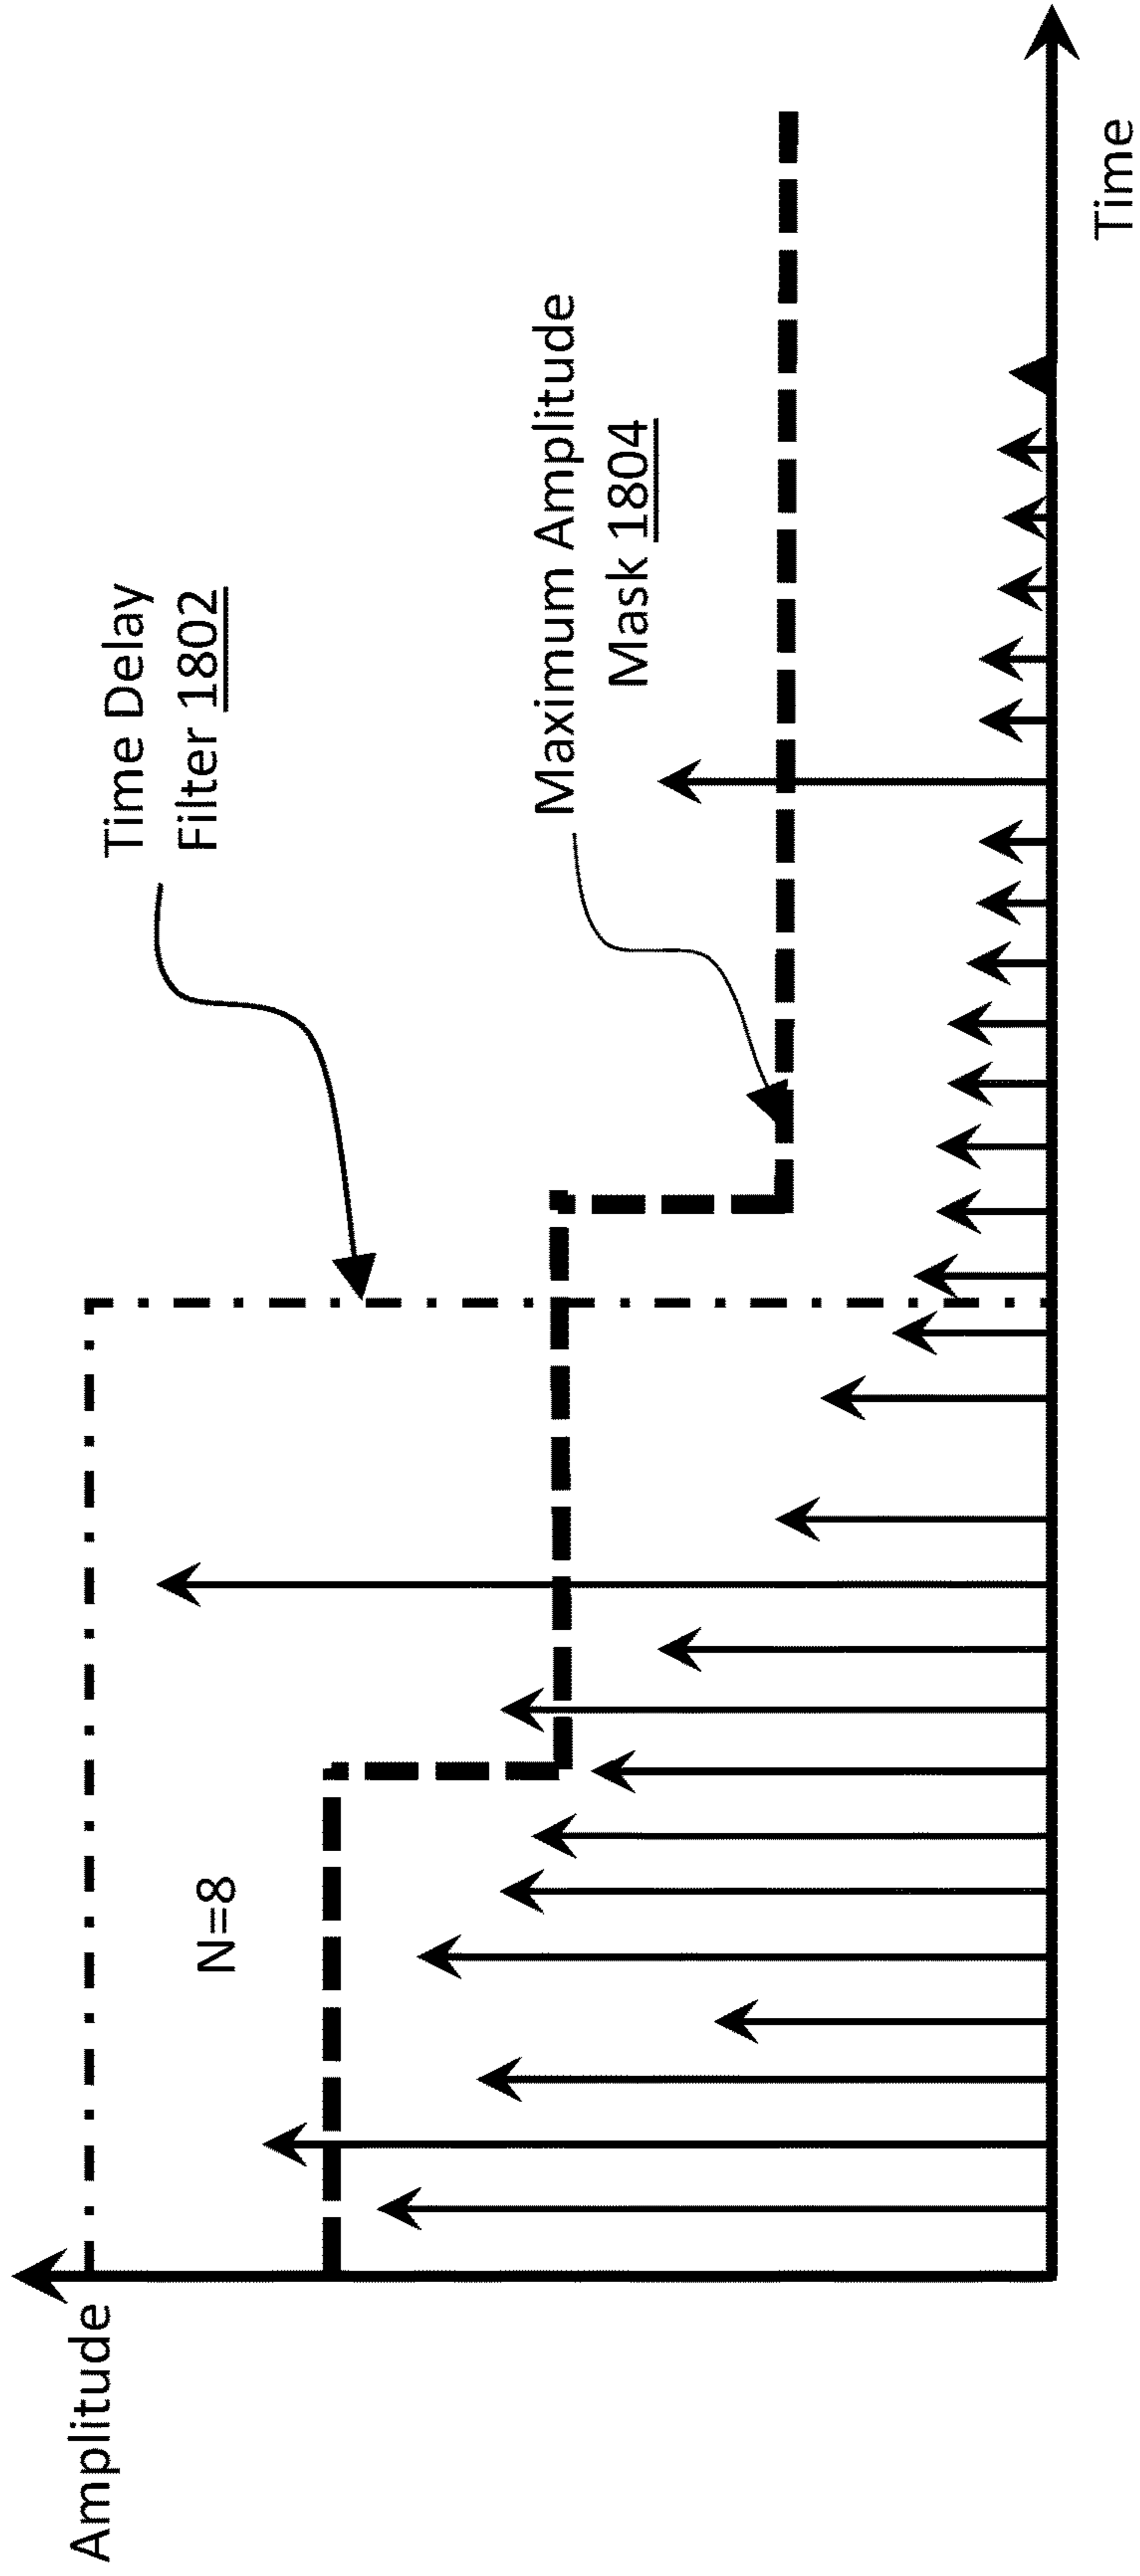 Amplitude
N=8
Time Delay
Filter 1802
Maximum Amplitude
Mask 1804
Time